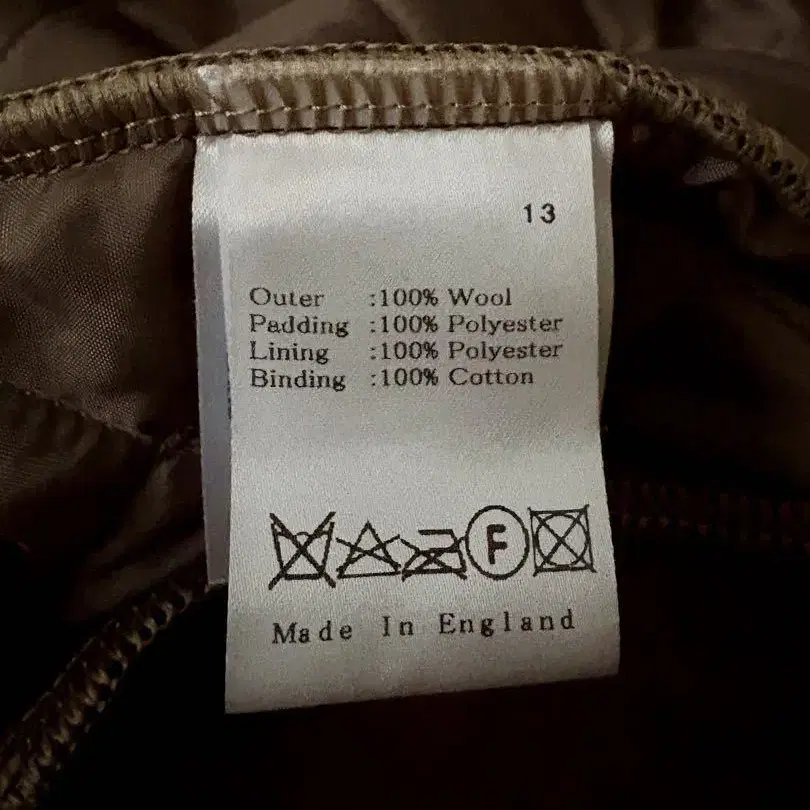 13
Outer :100% Wool
Padding :100% Polyester
Lining :100% Polyester
Binding :100% Cotton
F
Made In England